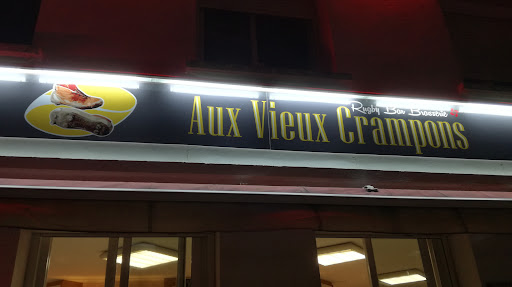 Rugby Bar Brasserie
Aux Vieux Crampons